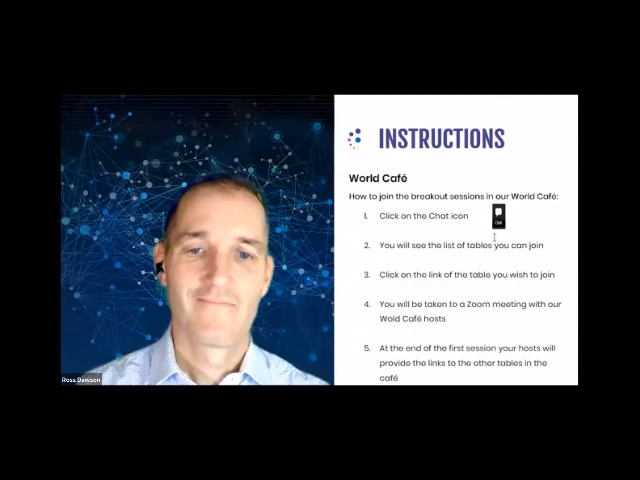 INSTRUCTIONS
World Café
How to join the breakout sessions in our World Café:
1. Click on the Chat icon
Chat
2. You will see the list of tables you can join
3. Click on the link of the table you wish to join
4. You will be taken to a Zoom meeting with our
Wold Café hosts
5. At the end of the first session your hosts will
provide the links to the other tables in the
café
Ross Dawson